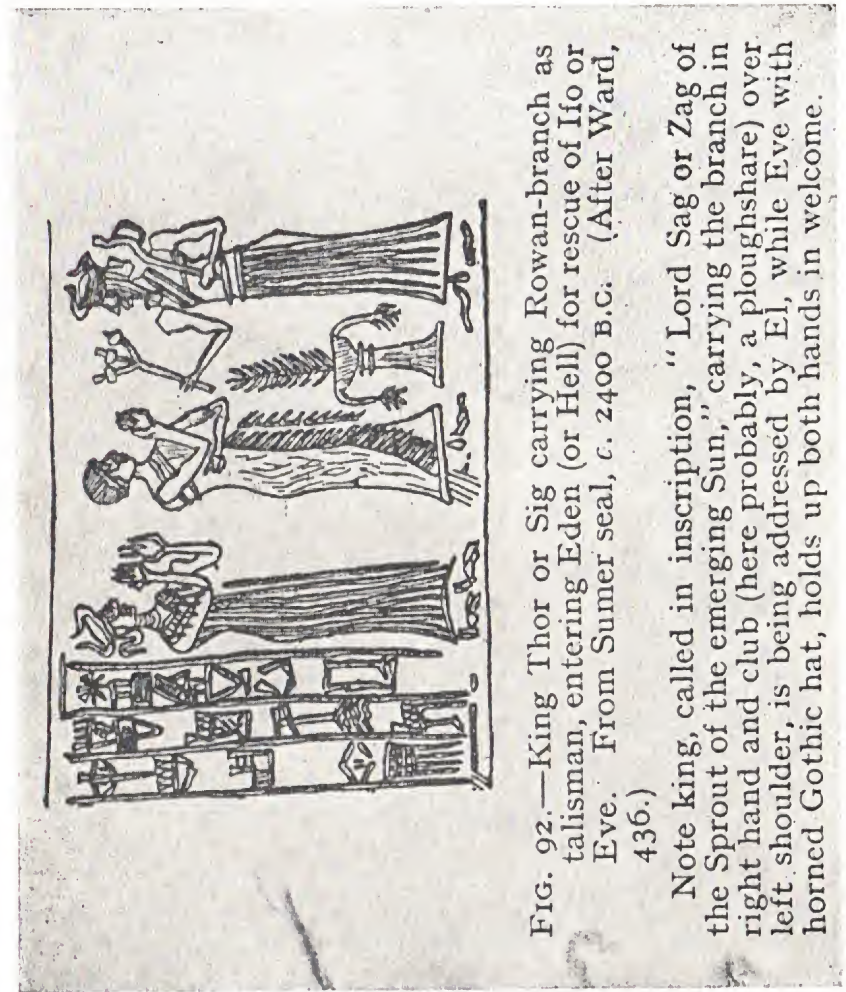 FIG. 92.—King Thor or Sig carrying Rowan-branch as
talisman, entering Eden (or Hell) for rescue of Ifo or
Eve. From Sumer seal, c. 2400 B.C. (After Ward,
436.)
Note king, called in inscription, “Lord Sag or Zag of
the Sprout of the emerging Sun,” carrying the branch in
right hand and club (here probably, a ploughshare) over
left shoulder, is being addressed by El, while Eve with
horned Gothic hat, holds up both hands in welcome.